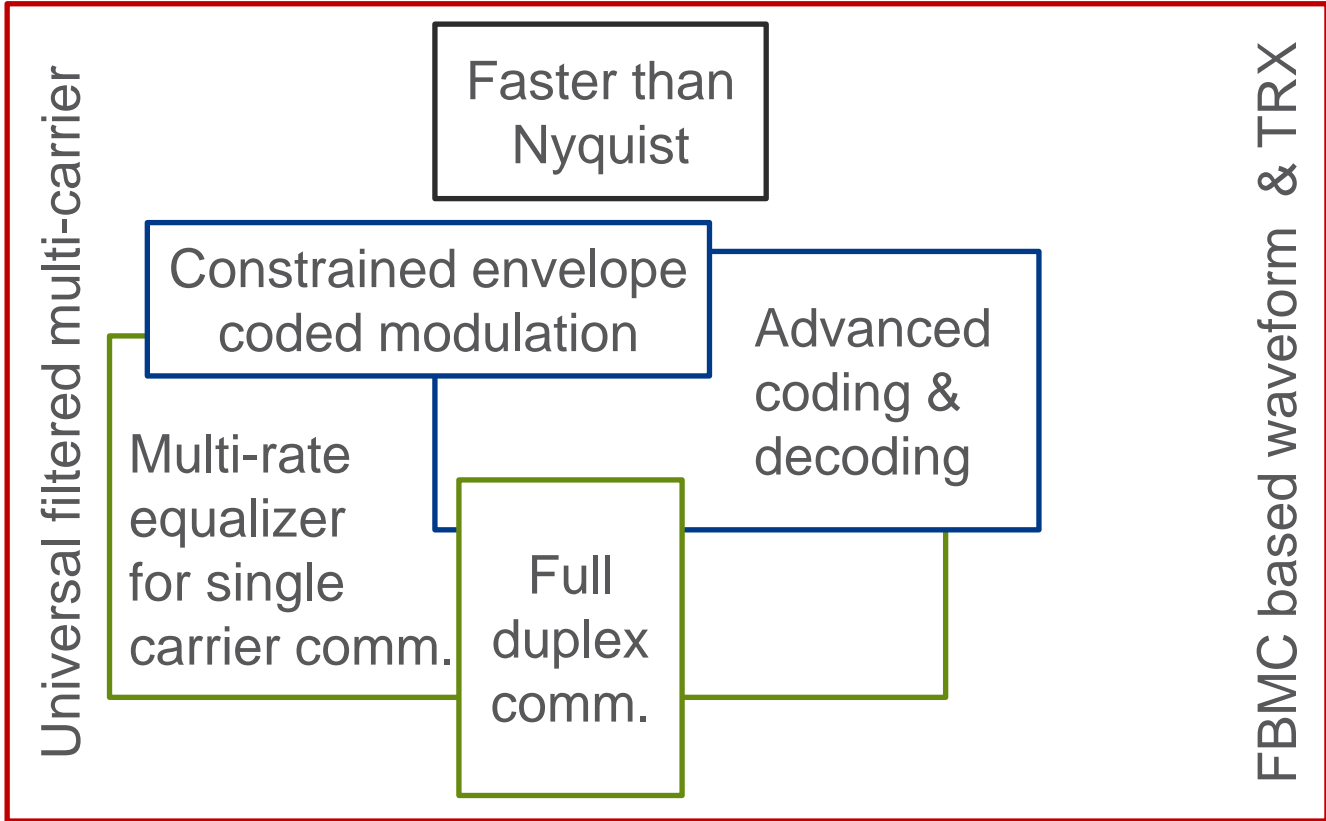 Universal filtered multi-carrier
Faster than
Nyquist
Constrained envelope
coded modulation
Advanced
coding &
decoding
Multi-rate
equalizer
for single
carrier comm.
Full
duplex
comm.
FBMC based waveform & TRX